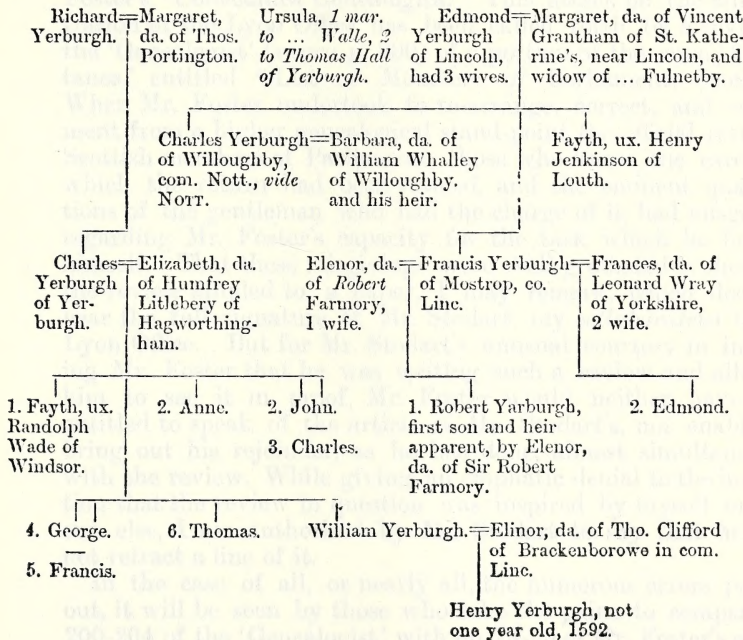 Richard=Margaret,
Yerburgh. da. of Thos.
Portington.
Ursula, 2 mar.
to ... Walle, ?
to Thomas Hall
of Yerburgh.
Edmond=Margaret, da. of Vincent
Yerburgh Grantham of St. Kathe-
of Lincoln, rine's, near Lincoln, and
had 3 wives. widow of ... Fulnetby.
Charles Yerburgh=Barbara, da. of
of Willoughby, William Whalley
com. Nott., vide of Willoughby.
NOTT. and his heir.
Fayth, ux. Henry
Jenkinson of
Louth.
Charles=Elizabeth, da.
Yerburgh of Humfrey
of Yer- Litlebery of
burgh. Hagworthing-
ham.
Elenor, da.=Francis Yerburgh=Frances, da. of
of Robert of Mostrop, co. Leonard Wray
Farmory, Linc. of Yorkshire,
1 wife. 2 wife.
1. Fayth, ux.
Randolph
Wade of
Windsor.
2. Anne.
2. John.
3. Charles.
1. Robert Yarburgh,
first son and heir
apparent, by Elenor,
da. of Sir Robert
Farmory.
2. Edmond.
4. George. 6. Thomas. William Yerburgh.=Elinor, da. of Tho. Clifford
of Brackenborowe in com.
5. Francis. Linc.
Henry Yerburgh, not
one year old, 1592.